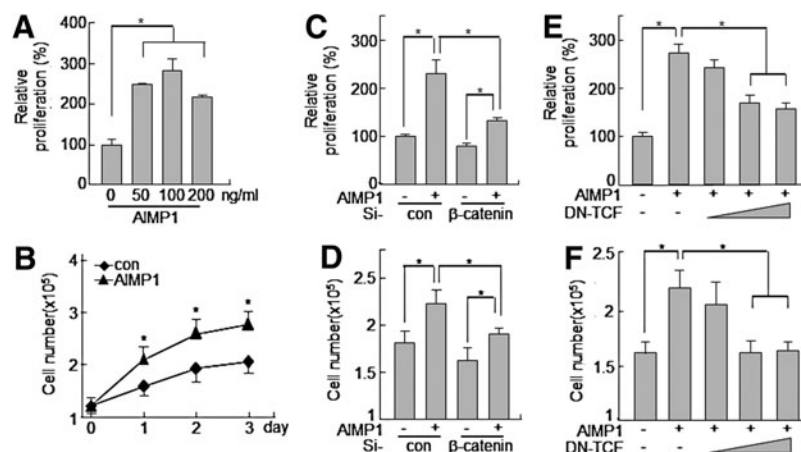 A
Relative
proliferation (%)
400
300
200
100
0
0 50 100 200 ng/ml
AIMP1
*
B
con
AIMP1
Cell number(x10⁵)
4
3
2
1
0 1 2 3 day
* * *
C
Relative
proliferation (%)
300
200
100
0
* * *
AIMP1 - + - +
Si- con β-catenin
D
Cell number(x10⁵)
2.5
2
1.5
1
* * *
AIMP1 - + - +
Si- con β-catenin
E
Relative
proliferation (%)
300
200
100
0
* *
AIMP1 - + + + +
DN-TCF - -
F
Cell number(x10⁵)
2.5
2
1.5
1
* *
AIMP1 - + + + +
DN-TCF - -